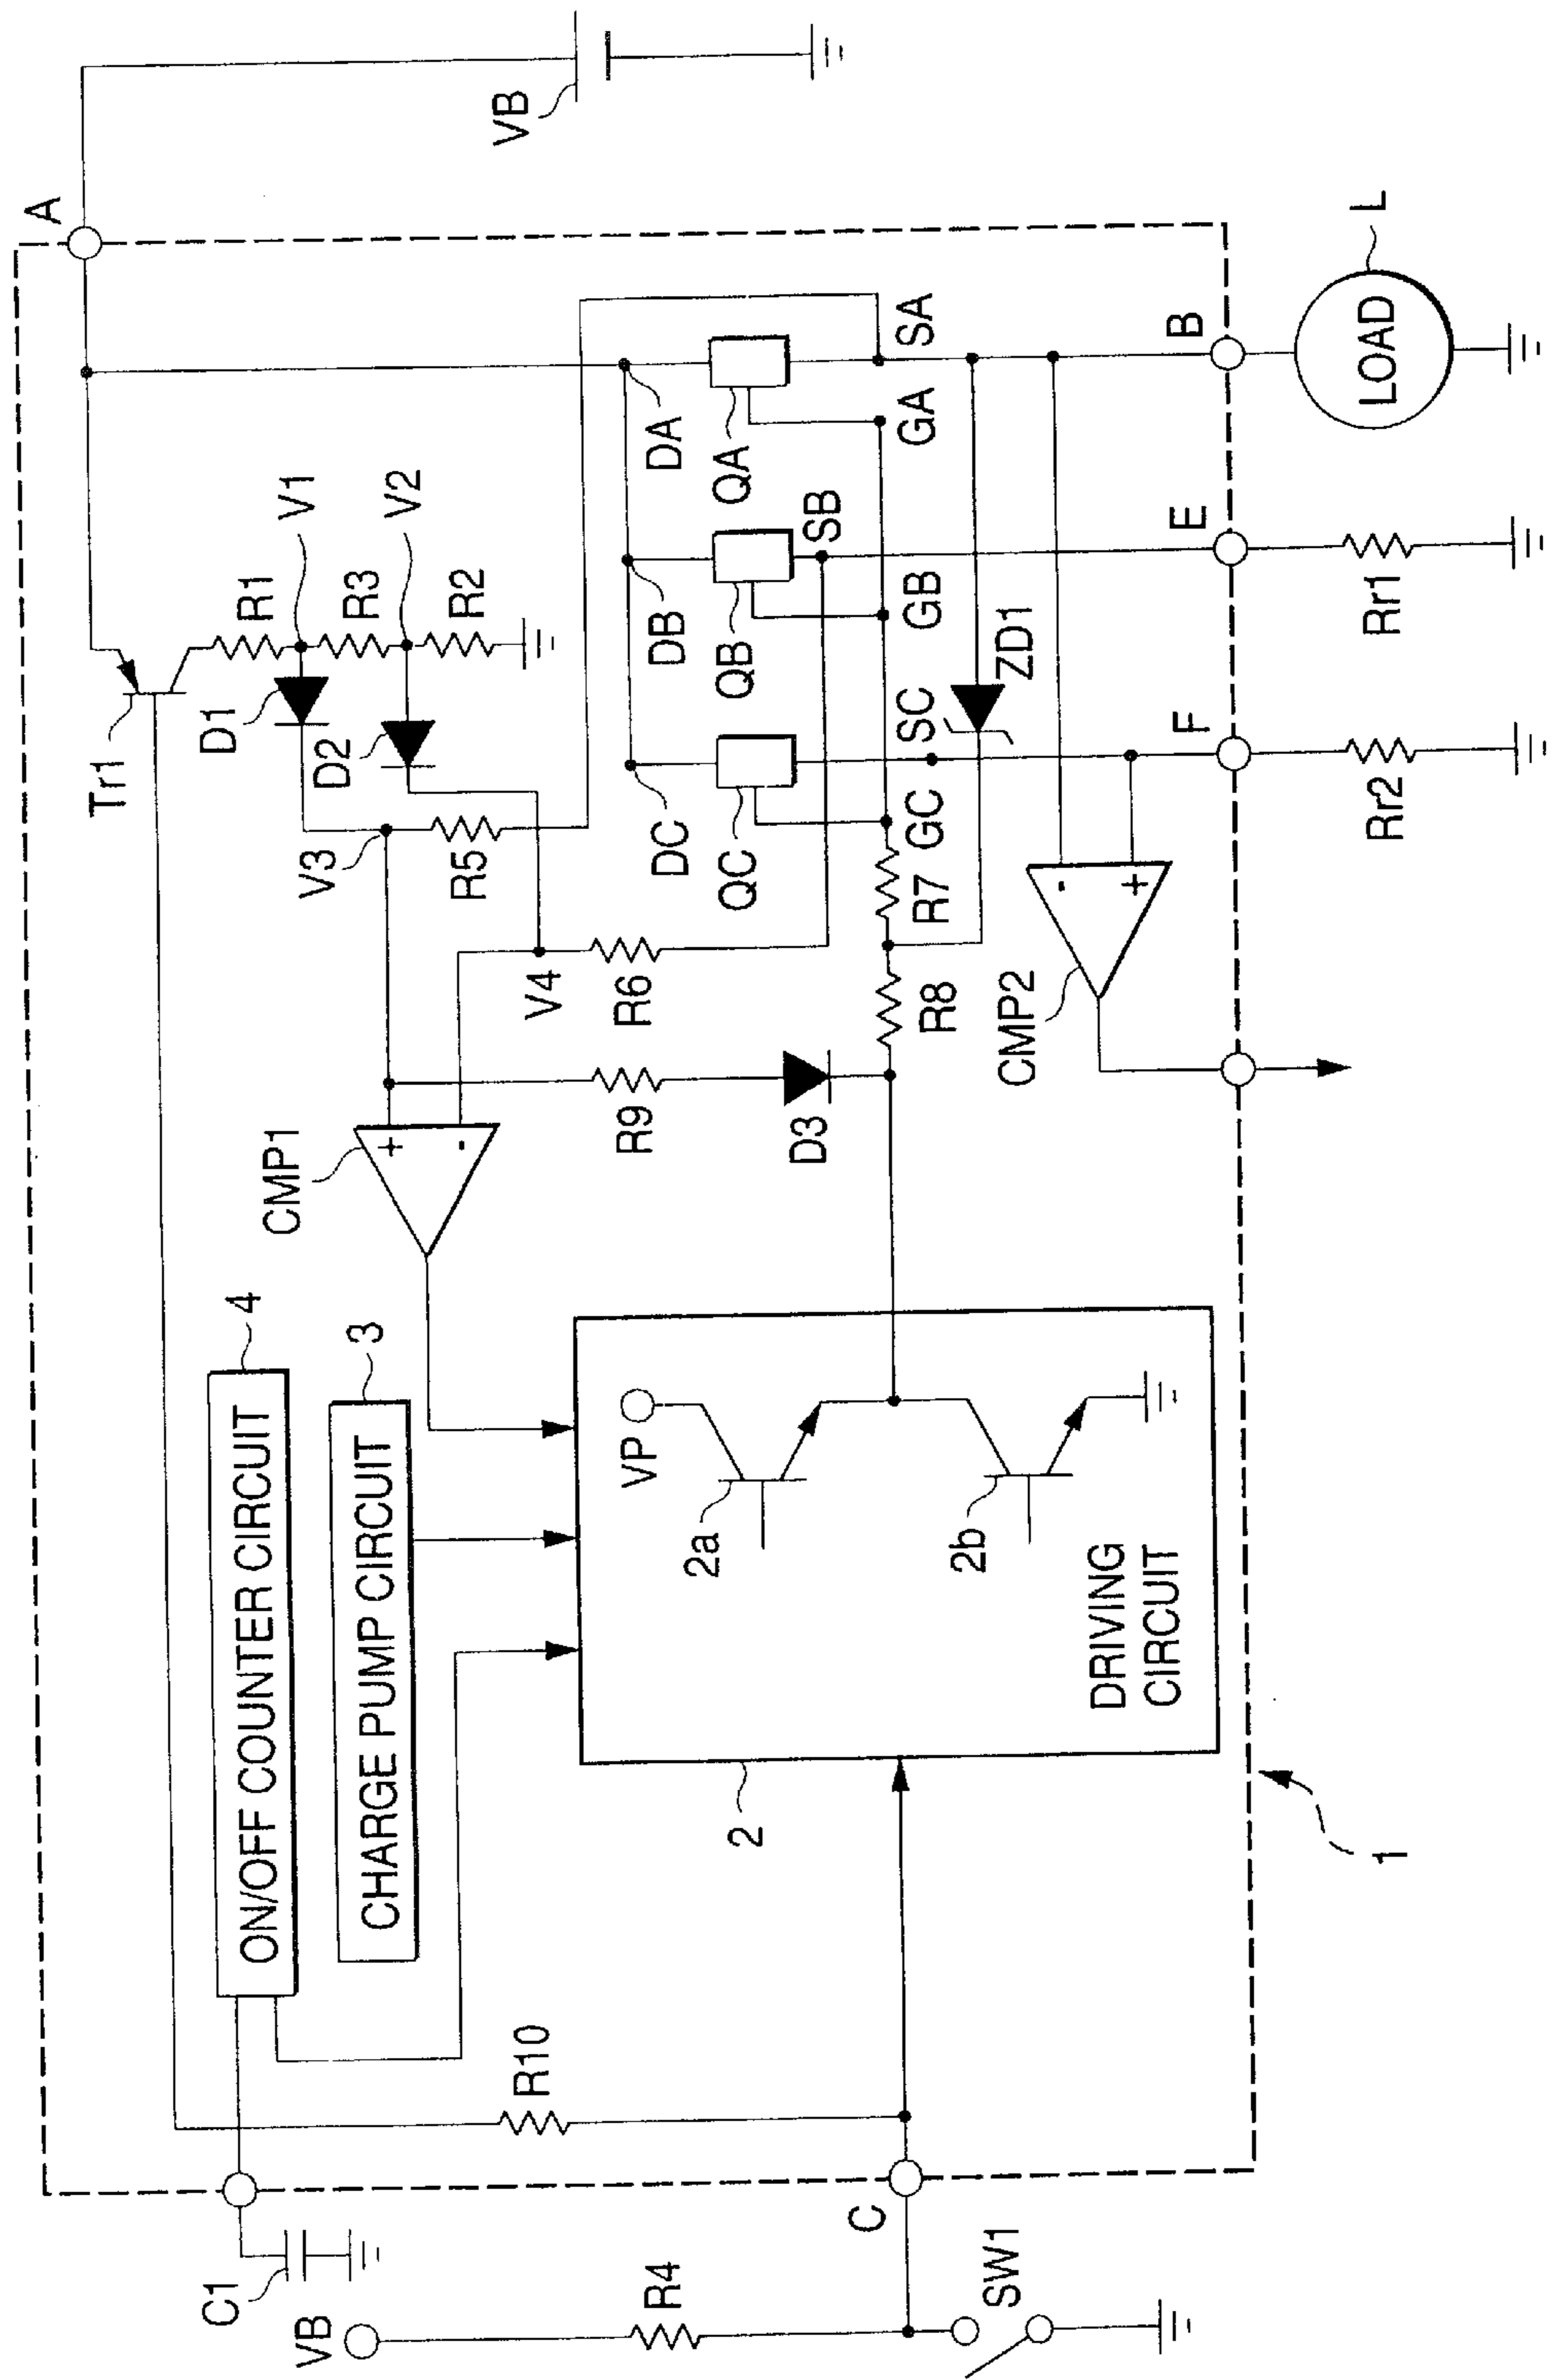 A
VB
Tr1
R1
V1
D1
R3
V2
D2
R2
V3
R5
CMP1
+
-
V4
R6
R9
D3
DA
QA
SA
GA
DB
QB
SB
GB
DC
QC
SC
GC
ZD1
R7
R8
CMP2
-
+
B
E
F
L
LOAD
Rr1
Rr2
4
ON/OFF COUNTER CIRCUIT
3
CHARGE PUMP CIRCUIT
VP
2a
2b
DRIVING
CIRCUIT
2
R10
1
C1
VB
R4
C
SW1